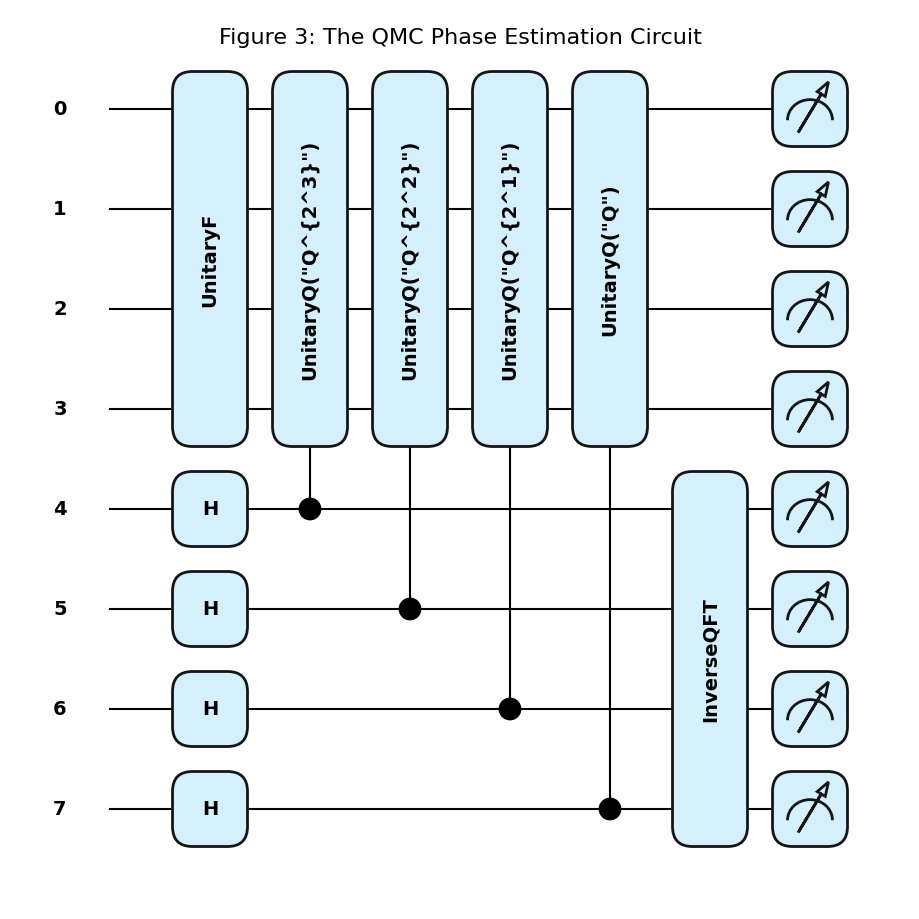 Figure 3: The QMC Phase Estimation Circuit
0
1
2
3
4
5
6
7
UnitaryF
UnitaryQ("Q^{2^3}")
UnitaryQ("Q^{2^2}")
UnitaryQ("Q^{2^1}")
UnitaryQ("Q")
H
H
H
H
InverseQFT